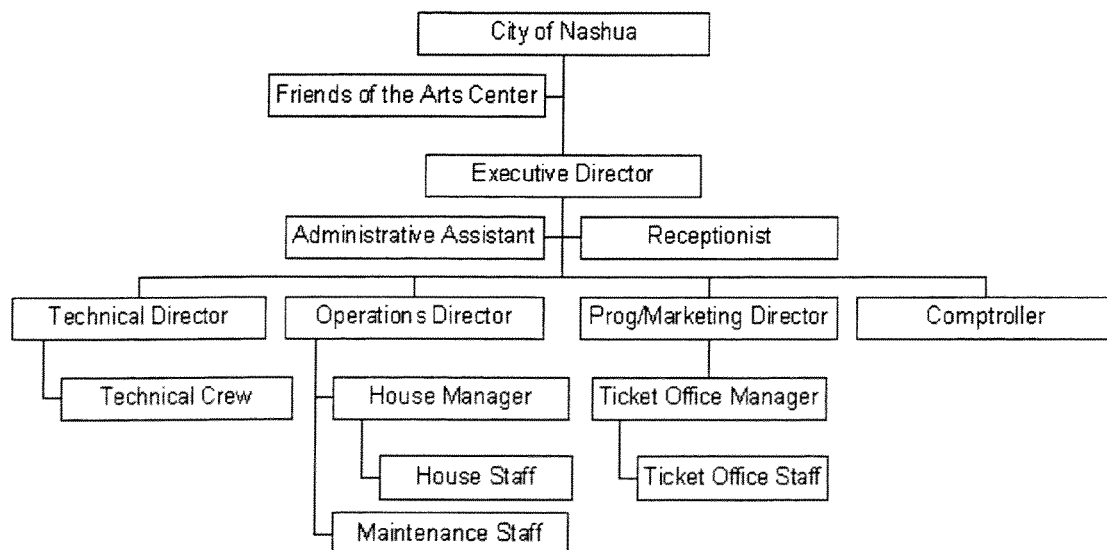 City of Nashua
Friends of the Arts Center
Executive Director
Administrative Assistant
Receptionist
Technical Director
Operations Director
Prog/Marketing Director
Comptroller
Technical Crew
House Manager
Ticket Office Manager
House Staff
Ticket Office Staff
Maintenance Staff